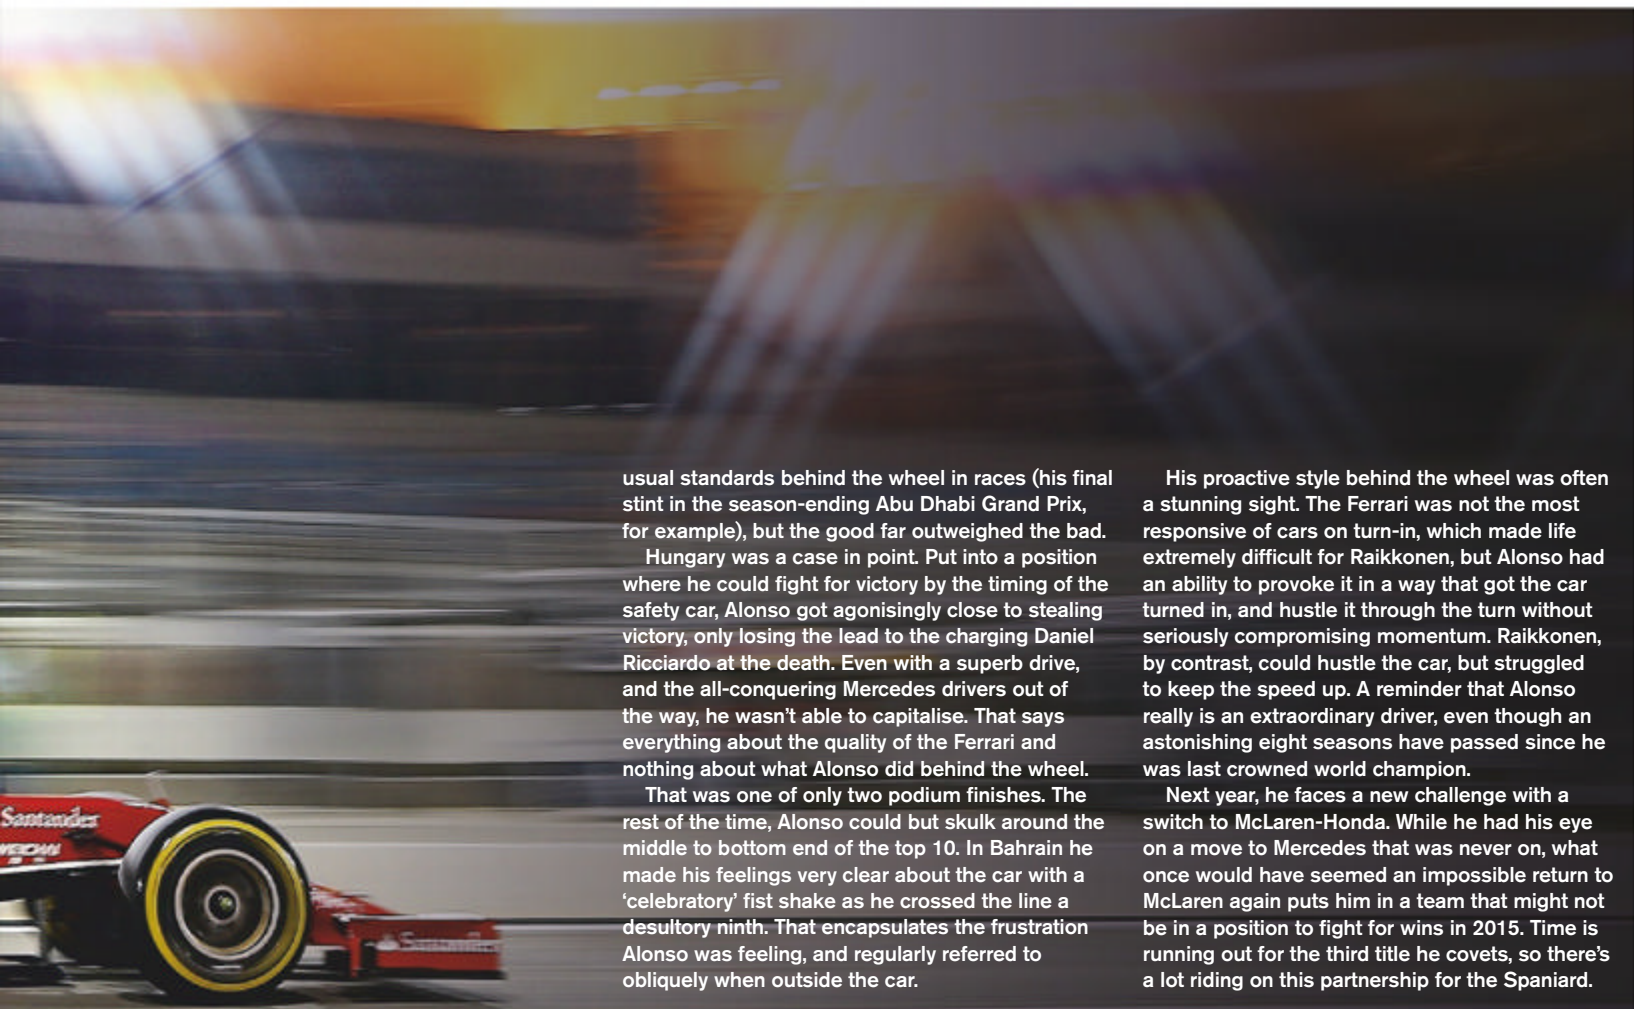 usual standards behind the wheel in races (his final
stint in the season-ending Abu Dhabi Grand Prix,
for example), but the good far outweighed the bad.
Hungary was a case in point. Put into a position
where he could fight for victory by the timing of the
safety car, Alonso got agonisingly close to stealing
victory, only losing the lead to the charging Daniel
Ricciardo at the death. Even with a superb drive,
and the all-conquering Mercedes drivers out of
the way, he wasn’t able to capitalise. That says
everything about the quality of the Ferrari and
nothing about what Alonso did behind the wheel.
That was one of only two podium finishes. The
rest of the time, Alonso could but skulk around the
middle to bottom end of the top 10. In Bahrain he
made his feelings very clear about the car with a
‘celebratory’ fist shake as he crossed the line a
desultory ninth. That encapsulates the frustration
Alonso was feeling, and regularly referred to
obliquely when outside the car.
His proactive style behind the wheel was often
a stunning sight. The Ferrari was not the most
responsive of cars on turn-in, which made life
extremely difficult for Raikkonen, but Alonso had
an ability to provoke it in a way that got the car
turned in, and hustle it through the turn without
seriously compromising momentum. Raikkonen,
by contrast, could hustle the car, but struggled
to keep the speed up. A reminder that Alonso
really is an extraordinary driver, even though an
astonishing eight seasons have passed since he
was last crowned world champion.
Next year, he faces a new challenge with a
switch to McLaren-Honda. While he had his eye
on a move to Mercedes that was never on, what
once would have seemed an impossible return to
McLaren again puts him in a team that might not
be in a position to fight for wins in 2015. Time is
running out for the third title he covets, so there’s
a lot riding on this partnership for the Spaniard.
Santander
Santander